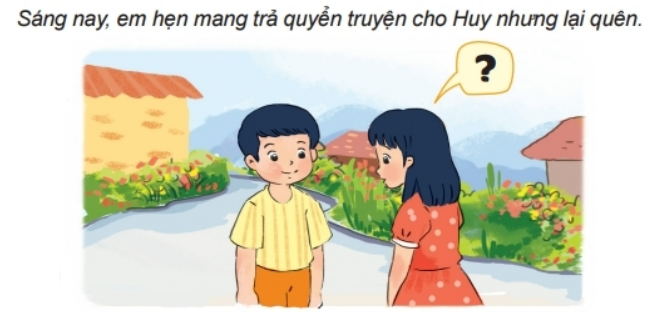 Sáng nay, em hẹn mang trả quyển truyện cho Huy nhưng lại quên.
?